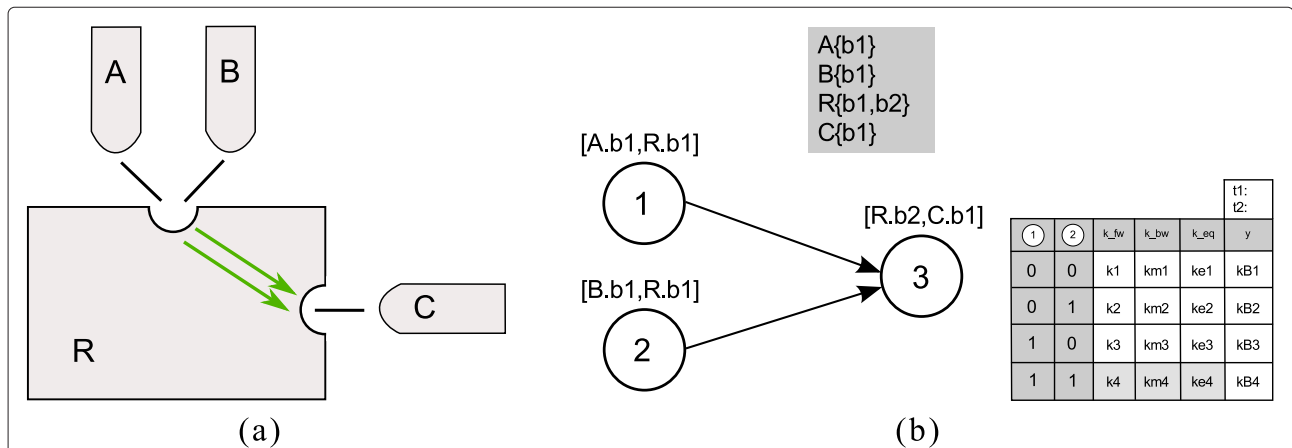 A B
C
R
(a)
A{b1}
B{b1}
R{b1,b2}
C{b1}
[A.b1,R.b1]
1
[B.b1,R.b1]
2
[R.b2,C.b1]
3
t1:
t2:
1 2 k_fw k_bw k_eq y
0 0 k1 km1 ke1 kB1
0 1 k2 km2 ke2 kB2
1 0 k3 km3 ke3 kB3
1 1 k4 km4 ke4 kB4
(b)